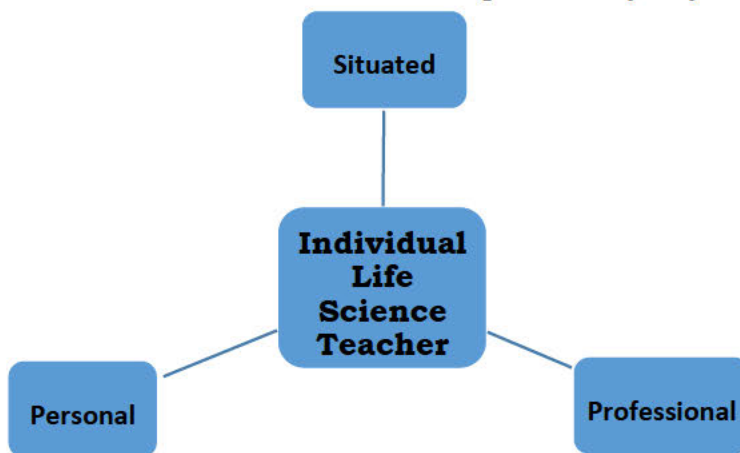 Situated
Individual
Life
Science
Teacher
Personal
Professional